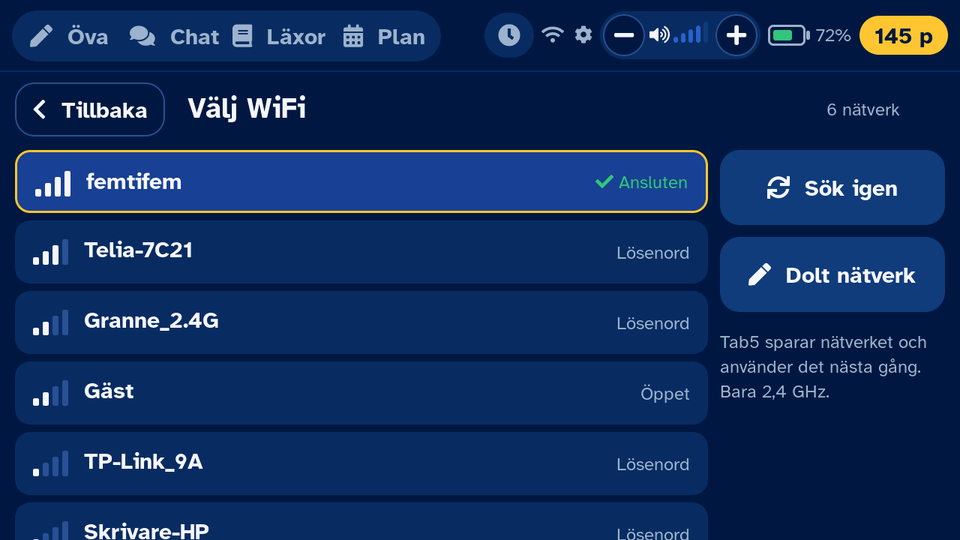 Öva Chat Läxor Plan 72% 145 p
Tillbaka Välj WiFi 6 nätverk
femtifem Ansluten
Telia-7C21 Lösenord
Granne_2.4G Lösenord
Gäst Öppet
TP-Link_9A Lösenord
Skrivare-HP Lösenord
Sök igen
Dolt nätverk
Tab5 sparar nätverket och
använder det nästa gång.
Bara 2,4 GHz.